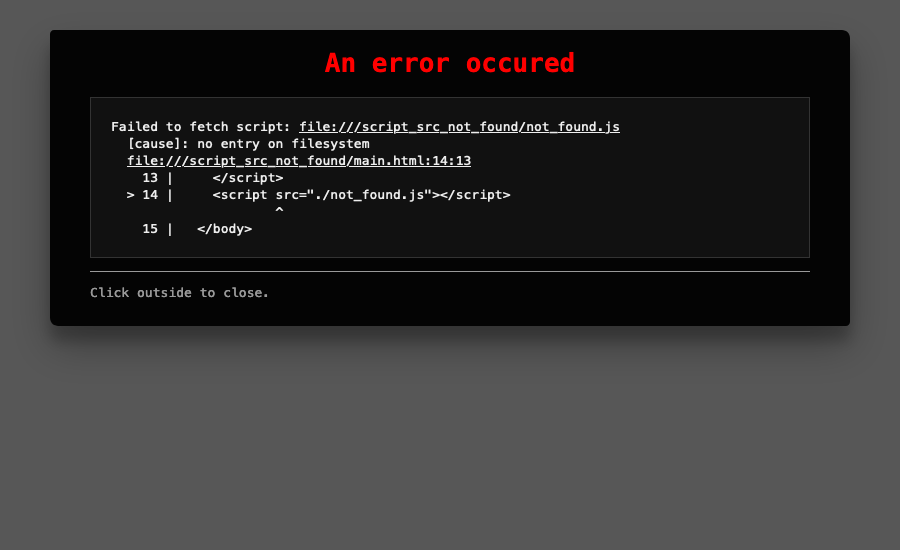 An error occured
Failed to fetch script: file:///script_src_not_found/not_found.js
  [cause]: no entry on filesystem
  file:///script_src_not_found/main.html:14:13
    13 |     </script>
  > 14 |     <script src="./not_found.js"></script>
                     ^
    15 |   </body>
Click outside to close.